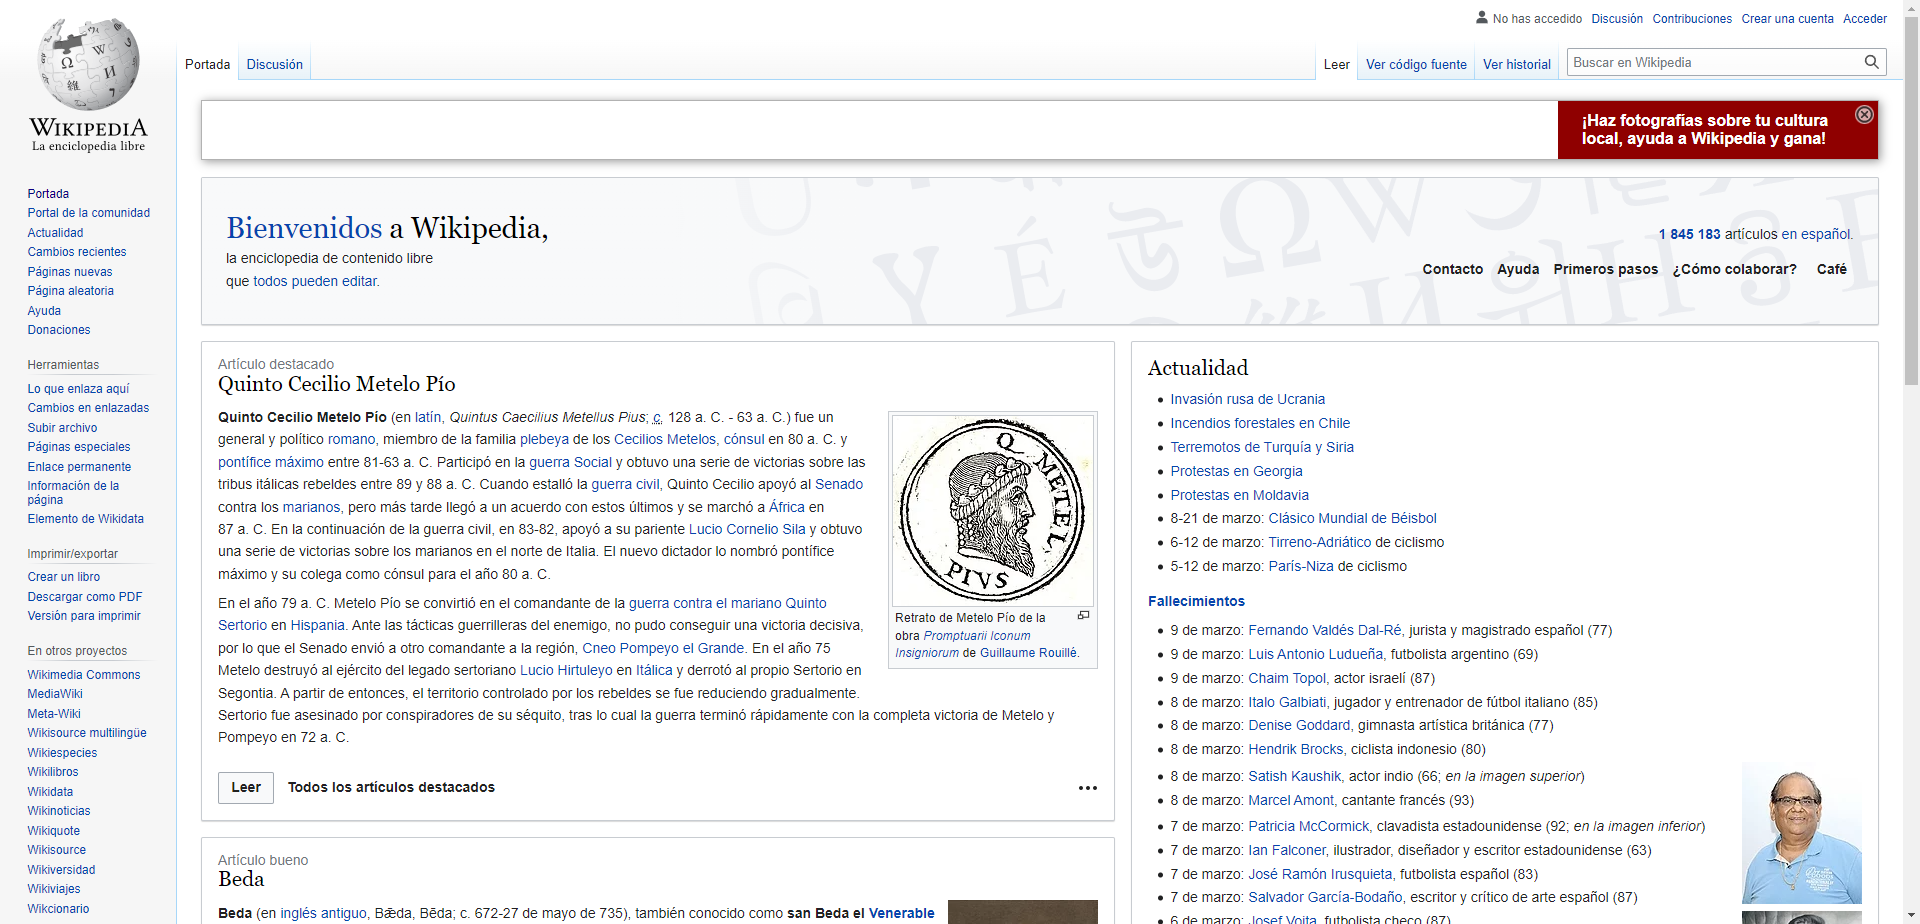 No has accedido Discusión Contribuciones Crear una cuenta Acceder
WIKIPEDIA
La enciclopedia libre
Portada Discusión Leer Ver código fuente Ver historial Buscar en Wikipedia
¡Haz fotografías sobre tu cultura
local, ayuda a Wikipedia y gana!
Portada
Portal de la comunidad
Actualidad
Cambios recientes
Páginas nuevas
Página aleatoria
Ayuda
Donaciones
Herramientas
Lo que enlaza aquí
Cambios en enlazadas
Subir archivo
Páginas especiales
Enlace permanente
Información de la
página
Elemento de Wikidata
Imprimir/exportar
Crear un libro
Descargar como PDF
Versión para imprimir
En otros proyectos
Wikimedia Commons
MediaWiki
Meta-Wiki
Wikisource multilingüe
Wikiespecies
Wikilibros
Wikidata
Wikinoticias
Wikiquote
Wikisource
Wikiversidad
Wikiviajes
Wikcionario
Bienvenidos a Wikipedia,
la enciclopedia de contenido libre
que todos pueden editar.
1 845 183 artículos en español.
Contacto Ayuda Primeros pasos ¿Cómo colaborar? Café
Artículo destacado
Quinto Cecilio Metelo Pío
Quinto Cecilio Metelo Pío (en latín, Quintus Caecilius Metellus Pius; c. 128 a. C. - 63 a. C.) fue un
general y político romano, miembro de la familia plebeya de los Cecilios Metelos, cónsul en 80 a. C. y
pontífice máximo entre 81-63 a. C. Participó en la guerra Social y obtuvo una serie de victorias sobre las
tribus itálicas rebeldes entre 89 y 88 a. C. Cuando estalló la guerra civil, Quinto Cecilio apoyó al Senado
contra los marianos, pero más tarde llegó a un acuerdo con estos últimos y se marchó a África en
87 a. C. En la continuación de la guerra civil, en 83-82, apoyó a su pariente Lucio Cornelio Sila y obtuvo
una serie de victorias sobre los marianos en el norte de Italia. El nuevo dictador lo nombró pontífice
máximo y su colega como cónsul para el año 80 a. C.
En el año 79 a. C. Metelo Pío se convirtió en el comandante de la guerra contra el mariano Quinto
Sertorio en Hispania. Ante las tácticas guerrilleras del enemigo, no pudo conseguir una victoria decisiva,
por lo que el Senado envió a otro comandante a la región, Cneo Pompeyo el Grande. En el año 75
Metelo destruyó al ejército del legado sertoriano Lucio Hirtuleyo en Itálica y derrotó al propio Sertorio en
Segontia. A partir de entonces, el territorio controlado por los rebeldes se fue reduciendo gradualmente.
Sertorio fue asesinado por conspiradores de su séquito, tras lo cual la guerra terminó rápidamente con la completa victoria de Metelo y
Pompeyo en 72 a. C.
Q METEL PIVS
Retrato de Metelo Pío de la
obra Promptuarii Iconum
Insigniorum de Guillaume Rouillé.
Leer Todos los artículos destacados
Artículo bueno
Beda
Beda (en inglés antiguo, Bǣda, Bēda; c. 672-27 de mayo de 735), también conocido como san Beda el Venerable
Actualidad
Invasión rusa de Ucrania
Incendios forestales en Chile
Terremotos de Turquía y Siria
Protestas en Georgia
Protestas en Moldavia
8-21 de marzo: Clásico Mundial de Béisbol
6-12 de marzo: Tirreno-Adriático de ciclismo
5-12 de marzo: París-Niza de ciclismo
Fallecimientos
9 de marzo: Fernando Valdés Dal-Ré, jurista y magistrado español (77)
9 de marzo: Luis Antonio Ludueña, futbolista argentino (69)
9 de marzo: Chaim Topol, actor israelí (87)
8 de marzo: Italo Galbiati, jugador y entrenador de fútbol italiano (85)
8 de marzo: Denise Goddard, gimnasta artística británica (77)
8 de marzo: Hendrik Brocks, ciclista indonesio (80)
8 de marzo: Satish Kaushik, actor indio (66; en la imagen superior)
8 de marzo: Marcel Amont, cantante francés (93)
7 de marzo: Patricia McCormick, clavadista estadounidense (92; en la imagen inferior)
7 de marzo: Ian Falconer, ilustrador, diseñador y escritor estadounidense (63)
7 de marzo: José Ramón Irusquieta, futbolista español (83)
7 de marzo: Salvador García-Bodaño, escritor y crítico de arte español (87)
6 de marzo: Josef Vojta, futbolista checo (87)